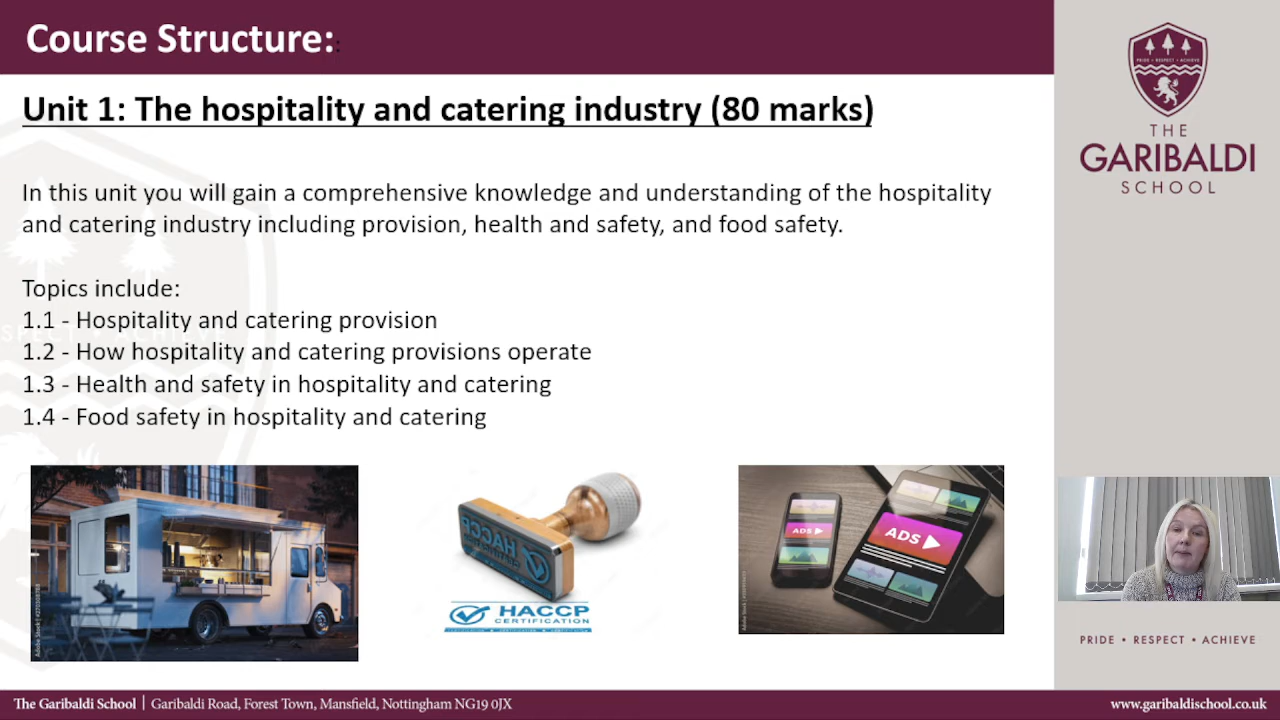 Course Structure:
Unit 1: The hospitality and catering industry (80 marks)
In this unit you will gain a comprehensive knowledge and understanding of the hospitality
and catering industry including provision, health and safety, and food safety.
Topics include:
1.1 - Hospitality and catering provision
1.2 - How hospitality and catering provisions operate
1.3 - Health and safety in hospitality and catering
1.4 - Food safety in hospitality and catering
HACCP
HACCP
CERTIFICATION
ADS
ADS
Adobe Stock
Adobe Stock
PRIDE • RESPECT • ACHIEVE
THE
GARIBALDI
SCHOOL
PRIDE • RESPECT • ACHIEVE
The Garibaldi School | Garibaldi Road, Forest Town, Mansfield, Nottingham NG19 0JX
www.garibaldischool.co.uk